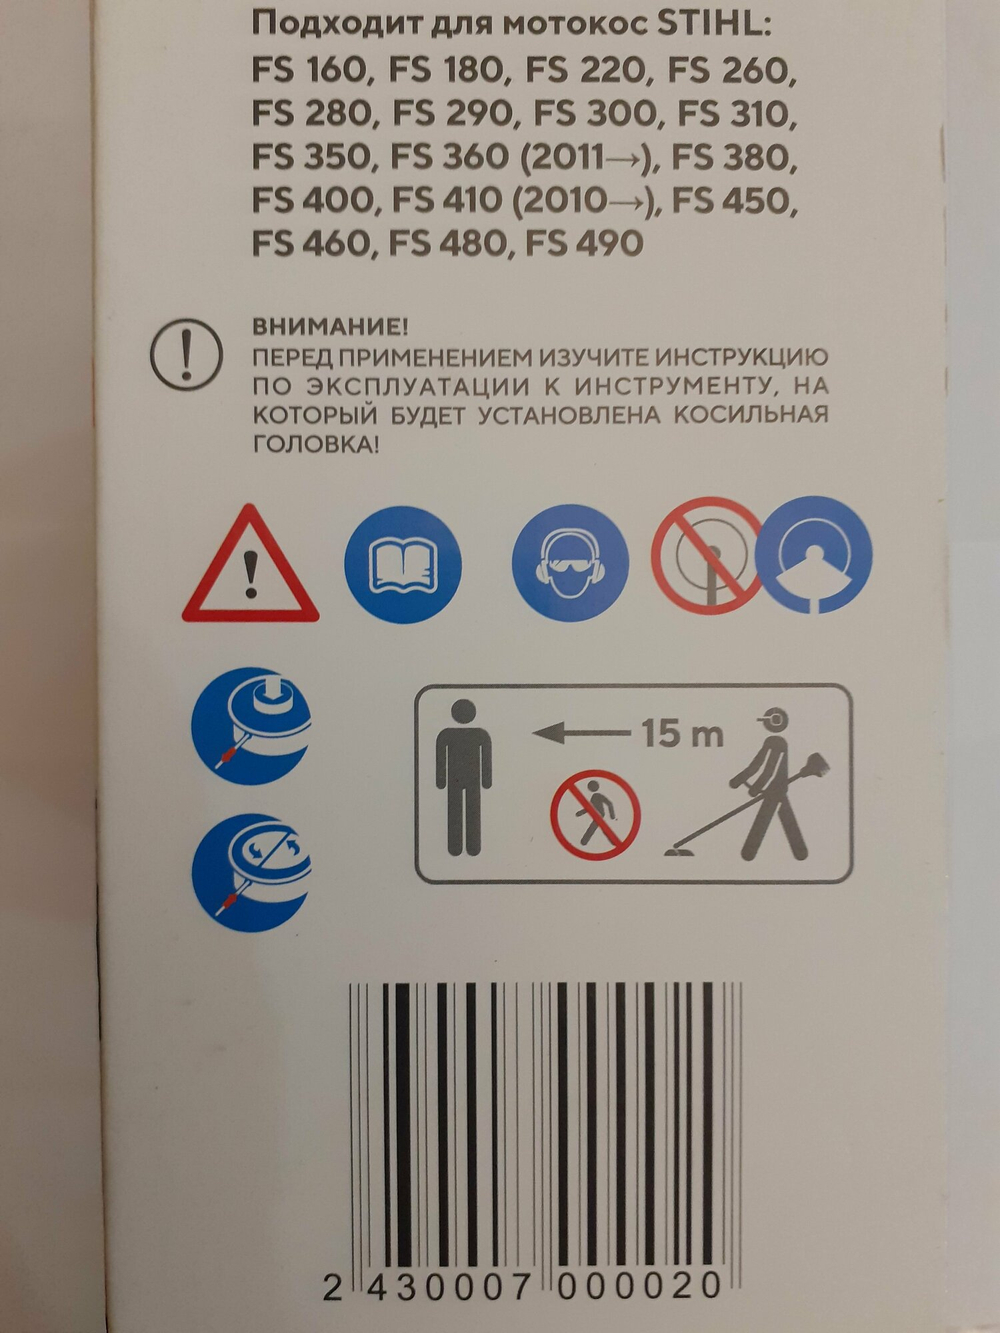 Подходит для мотокос STIHL:
FS 160, FS 180, FS 220, FS 260,
FS 280, FS 290, FS 300, FS 310,
FS 350, FS 360 (2011→), FS 380,
FS 400, FS 410 (2010→), FS 450,
FS 460, FS 480, FS 490
ВНИМАНИЕ!
ПЕРЕД ПРИМЕНЕНИЕМ ИЗУЧИТЕ ИНСТРУКЦИЮ
ПО ЭКСПЛУАТАЦИИ К ИНСТРУМЕНТУ, НА
КОТОРЫЙ БУДЕТ УСТАНОВЛЕНА КОСИЛЬНАЯ
ГОЛОВКА!
15 m
2 430007 000020